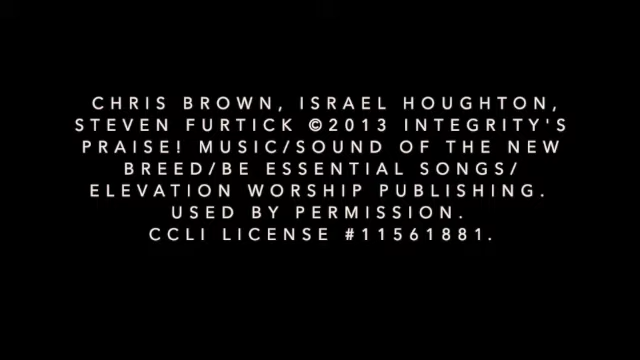 CHRIS BROWN, ISRAEL HOUGHTON,
STEVEN FURTICK ©2013 INTEGRITY'S
PRAISE! MUSIC/SOUND OF THE NEW
BREED/BE ESSENTIAL SONGS/
ELEVATION WORSHIP PUBLISHING.
USED BY PERMISSION.
CCLI LICENSE #11561881.